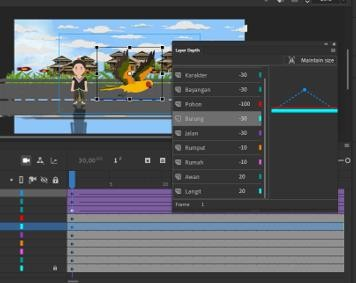 Layer Depth
Maintain size
Karakter -30
Bayangan -30
Pohon -100
Burung -30
Jalan -30
Rumput -10
Rumah -10
Awan 20
Langit 20
Frame 1
30,00
1
5
10